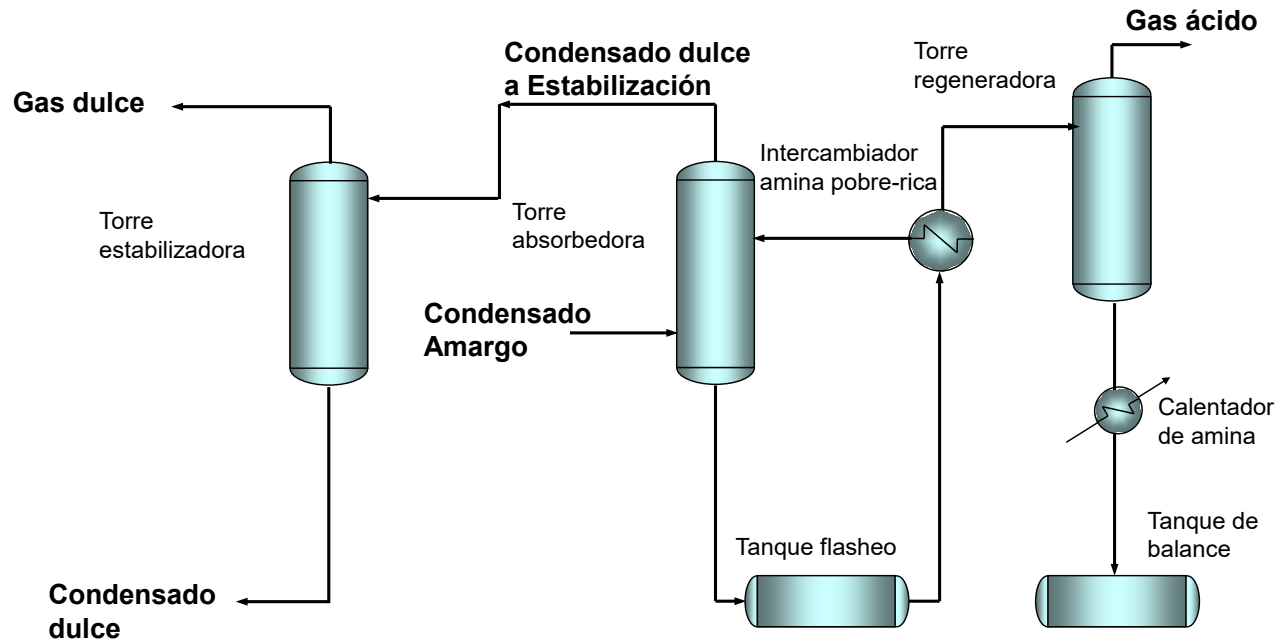 Gas ácido
Condensado dulce
a Estabilización
Torre
regeneradora
Gas dulce
Intercambiador
amina pobre-rica
Torre
estabilizadora
Torre
absorbedora
Condensado
Amargo
Calentador
de amina
Tanque flasheo
Tanque de
balance
Condensado
dulce